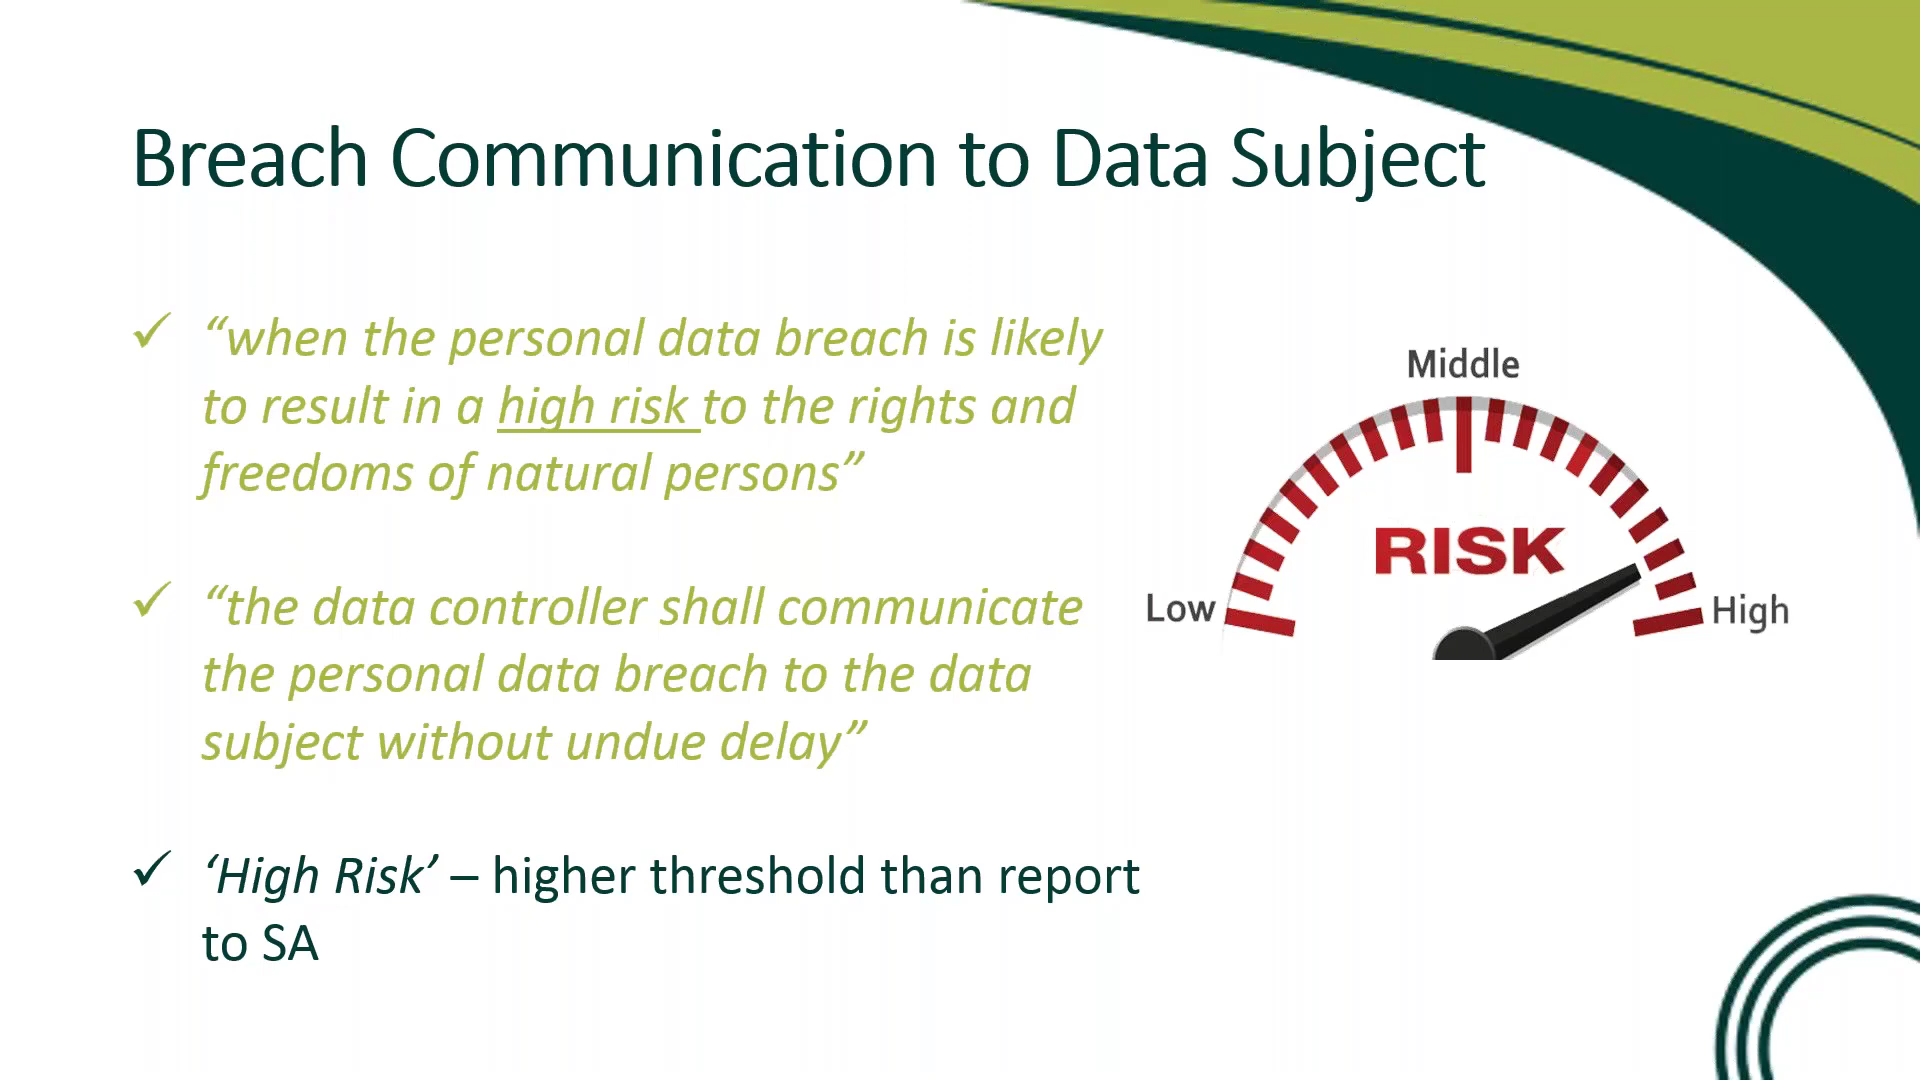 Breach Communication to Data Subject
✓ “when the personal data breach is likely
to result in a high risk to the rights and
freedoms of natural persons”
✓ “the data controller shall communicate
the personal data breach to the data
subject without undue delay”
✓ ‘High Risk’ – higher threshold than report
to SA
Middle
RISK
Low
High